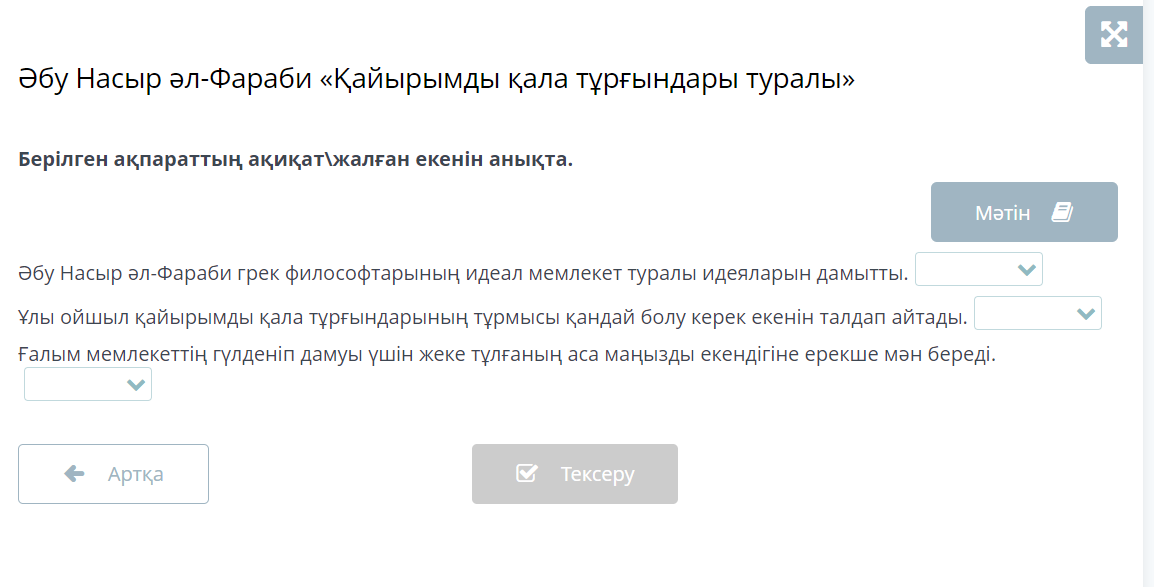 Әбу Насыр әл-Фараби «Қайырымды қала тұрғындары туралы»
Берілген ақпараттың ақиқат\жалған екенін анықта.
Мәтін
Әбу Насыр әл-Фараби грек философтарының идеал мемлекет туралы идеяларын дамытты.
Ұлы ойшыл қайырымды қала тұрғындарының тұрмысы қандай болу керек екенін талдап айтады.
Ғалым мемлекеттің гүлденіп дамуы үшін жеке тұлғаның аса маңызды екендігіне ерекше мән береді.
Артқа
Тексеру